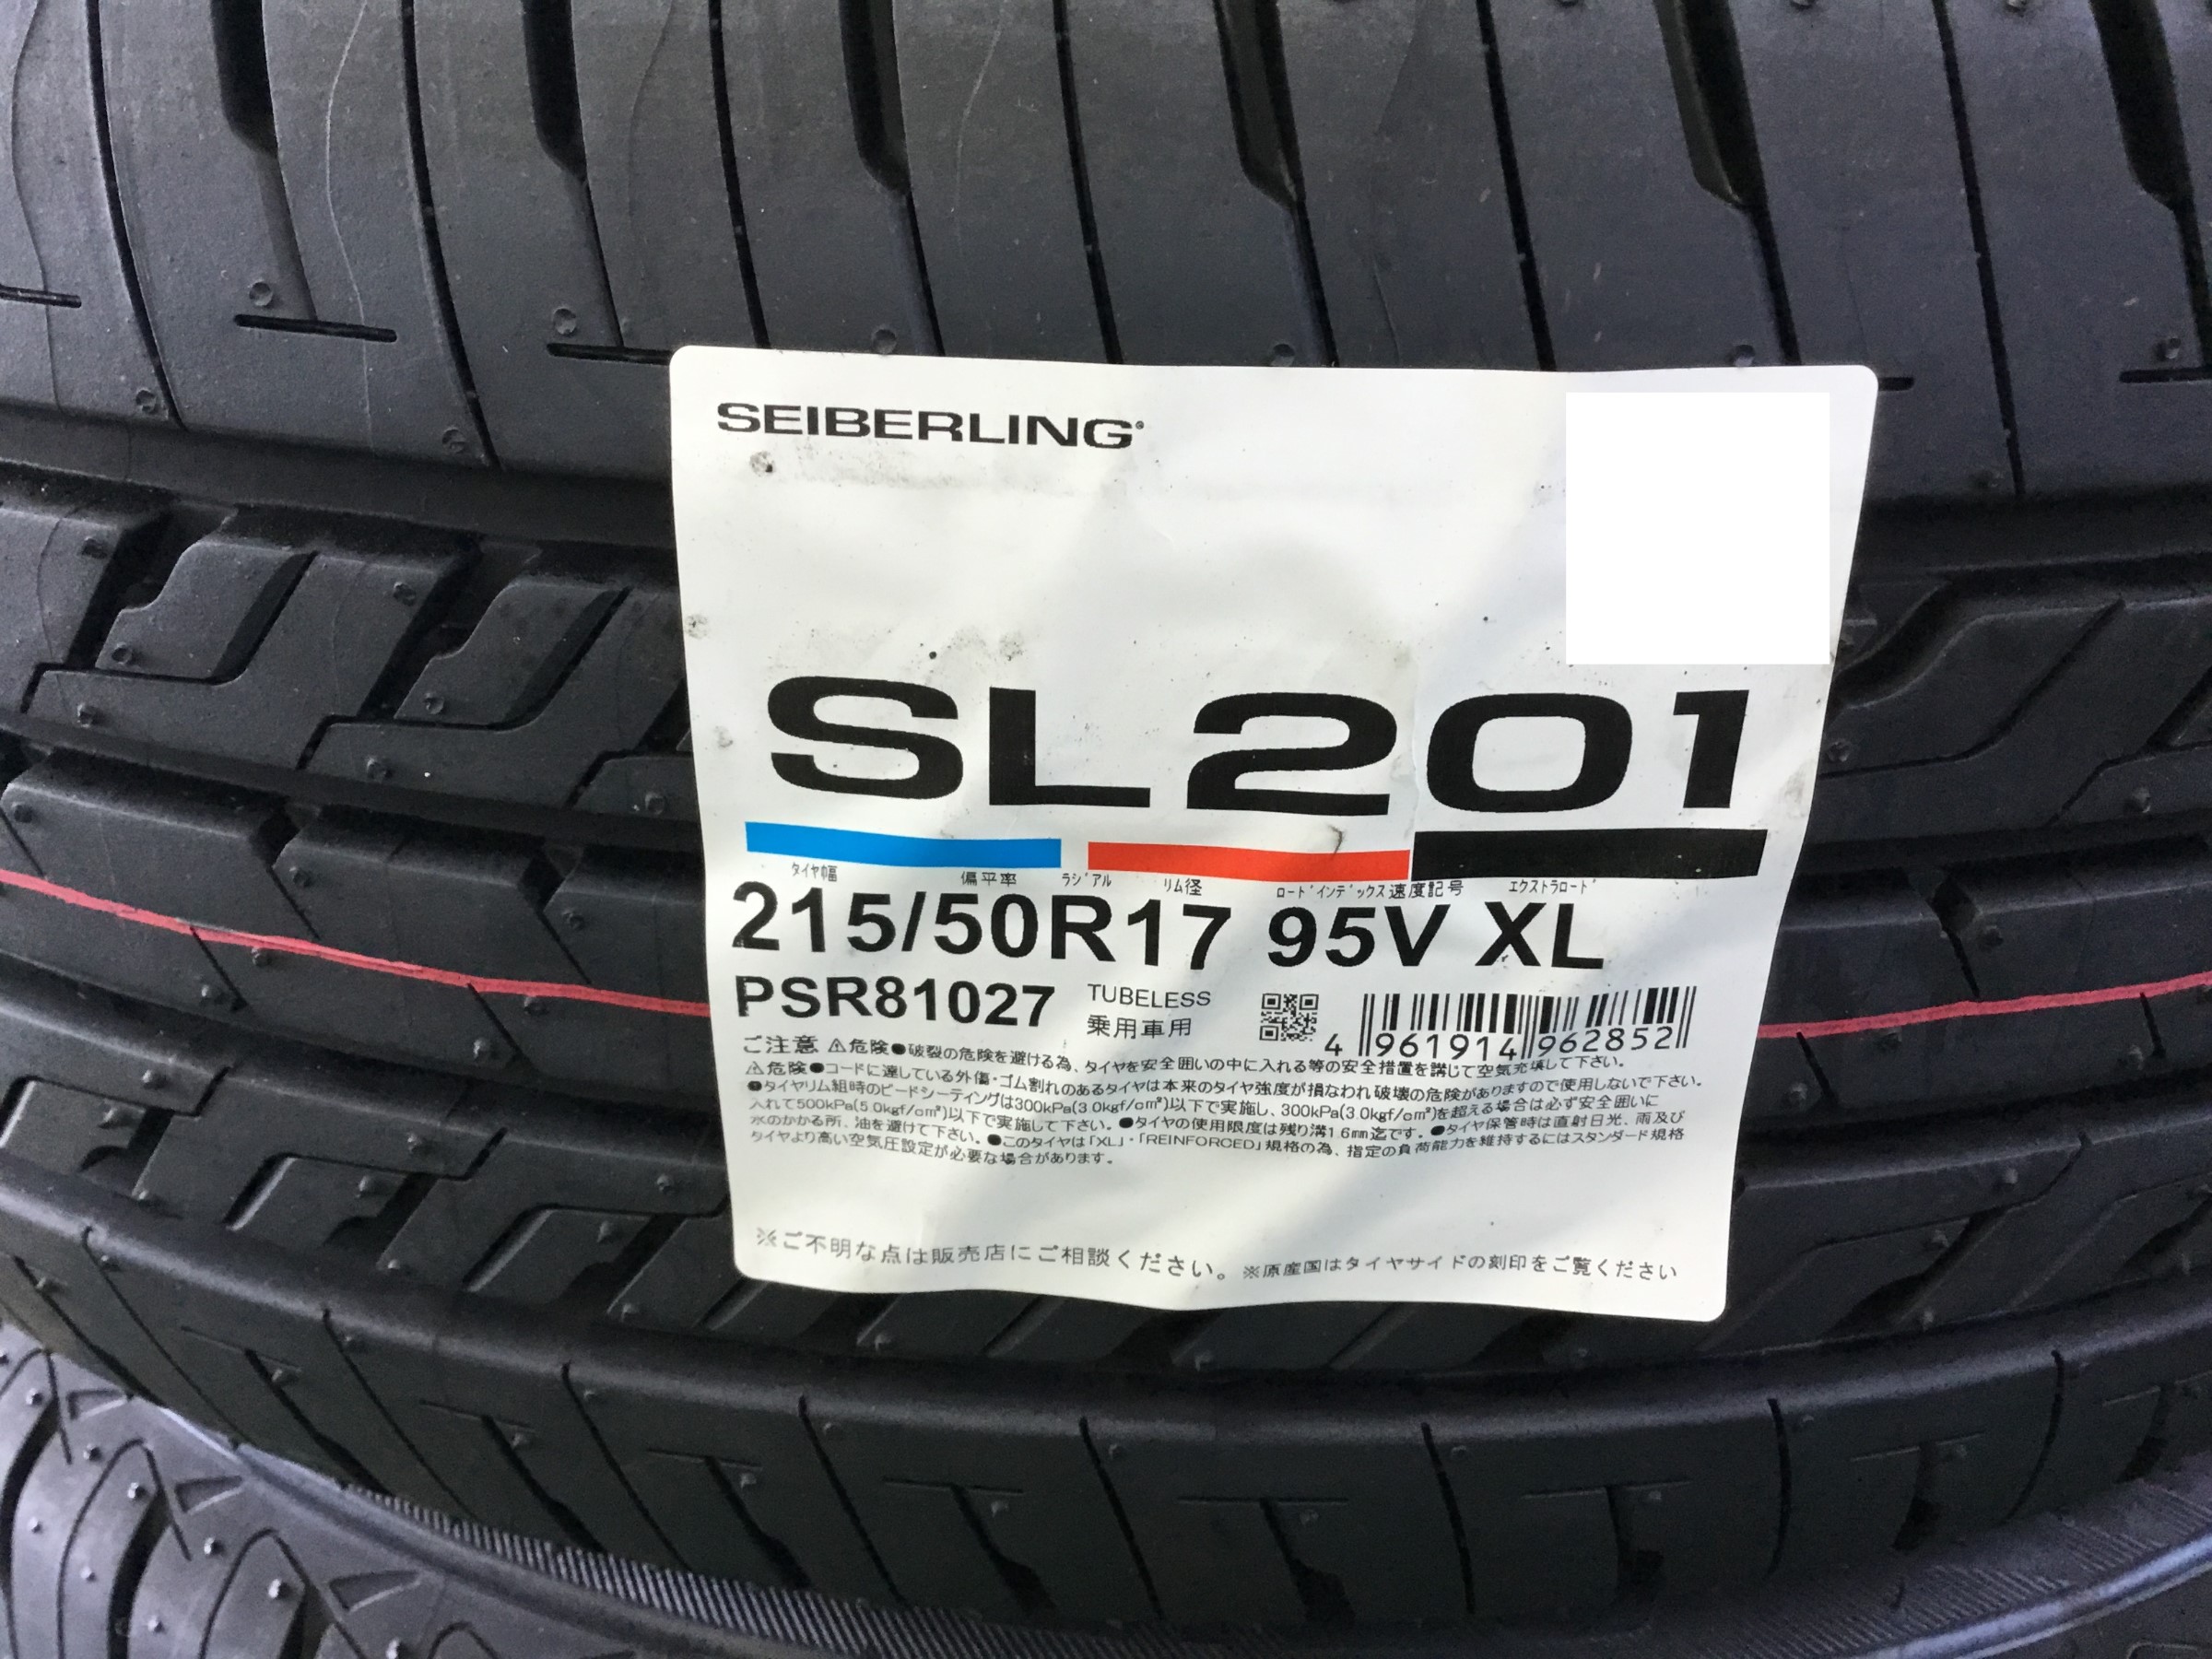 SEIBERLING
SL201
タイヤ幅 偏平率 ラジアル リム径 ロードインデックス 速度記号 エクストラロード
215/50R17 95V XL
PSR81027 TUBELESS
乗用車用
4 961914 962852
ご注意 ⚠危険●破裂の危険を避ける為、タイヤを安全囲いの中に入れる等の安全措置を講じて空気充填して下さい。
⚠危険●コードに達している外傷・ゴム割れのあるタイヤは本来のタイヤ強度が損なわれ破壊の危険がありますので使用しないで下さい。
●タイヤリム組時のビードシーティングは300kPa(3.0kgf/cm²)以下で実施し、300kPa(3.0kgf/cm²)を超える場合は必ず安全囲いに
入れて500kPa(5.0kgf/cm²)以下で実施して下さい。●タイヤの使用限度は残り溝1.6mm迄です。●タイヤ保管時は直射日光、雨及び
水のかかる所、油を避けて下さい。●このタイヤは「XL」・「REINFORCED」規格の為、指定の負荷能力を維持するにはスタンダード規格
タイヤより高い空気圧設定が必要な場合があります。
※ご不明な点は販売店にご相談ください。※原産国はタイヤサイドの刻印をご覧ください